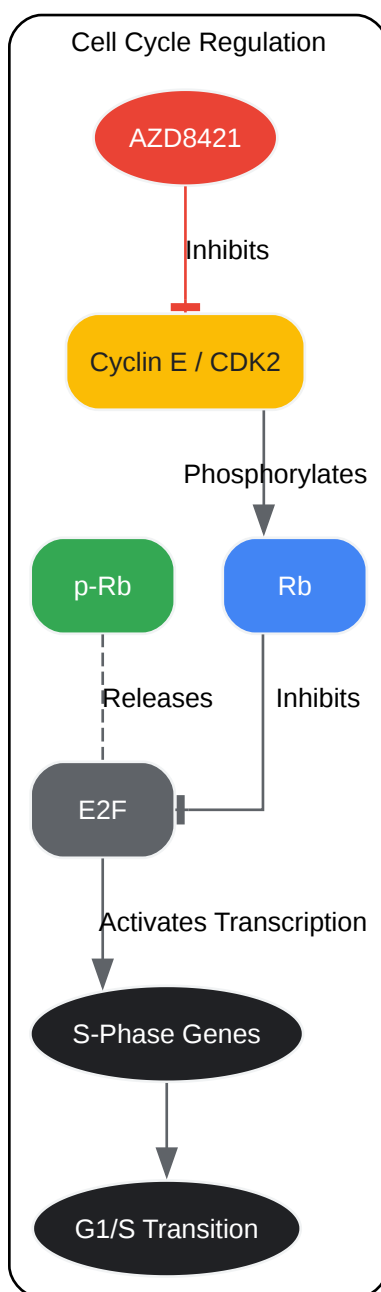 Cell Cycle Regulation
AZD8421
Inhibits
Cyclin E / CDK2
Phosphorylates
p-Rb
Rb
Releases
Inhibits
E2F
Activates Transcription
S-Phase Genes
G1/S Transition